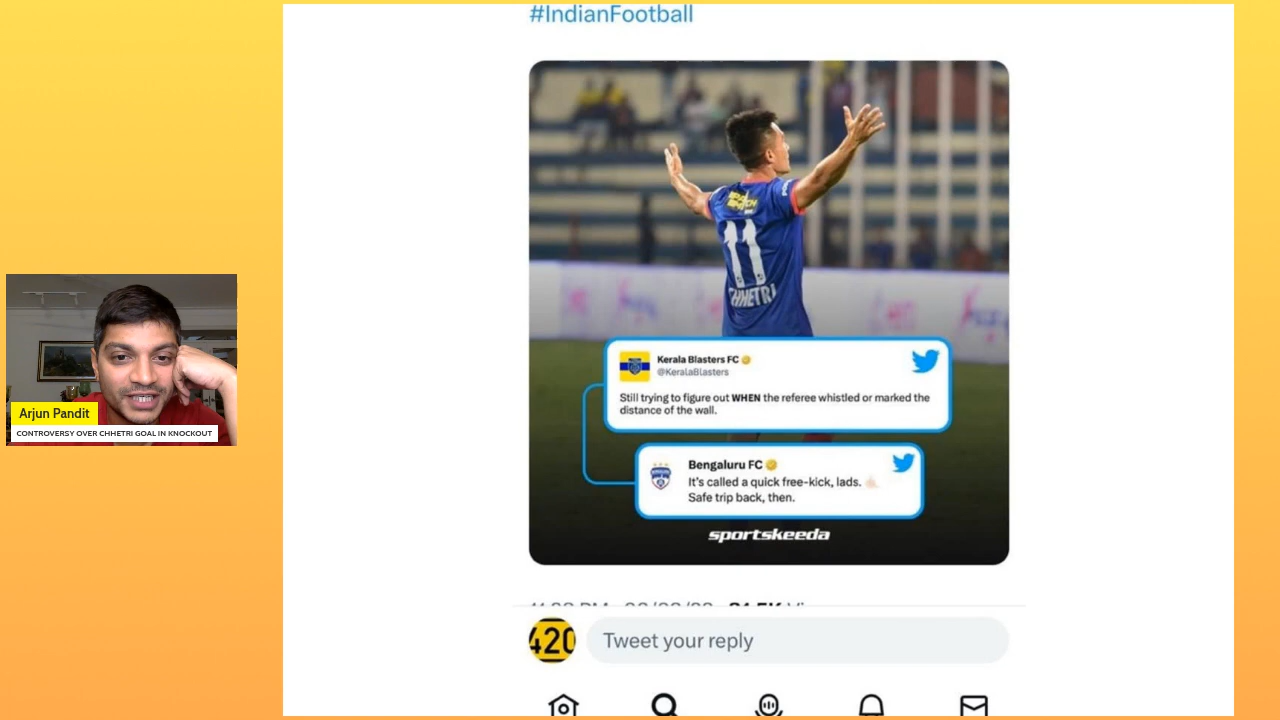 #IndianFootball
11
CHHETRI
Kerala Blasters FC
@KeralaBlasters
Still trying to figure out WHEN the referee whistled or marked the
distance of the wall.
Bengaluru FC
It's called a quick free-kick, lads.
Safe trip back, then.
sportskeeda
420
Tweet your reply
Arjun Pandit
CONTROVERSY OVER CHHETRI GOAL IN KNOCKOUT